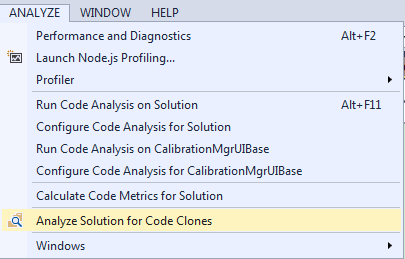 ANALYZE WINDOW HELP
Performance and Diagnostics Alt+F2
Launch Node.js Profiling...
Profiler
Run Code Analysis on Solution Alt+F11
Configure Code Analysis for Solution
Run Code Analysis on CalibrationMgrUIBase
Configure Code Analysis for CalibrationMgrUIBase
Calculate Code Metrics for Solution
Analyze Solution for Code Clones
Windows